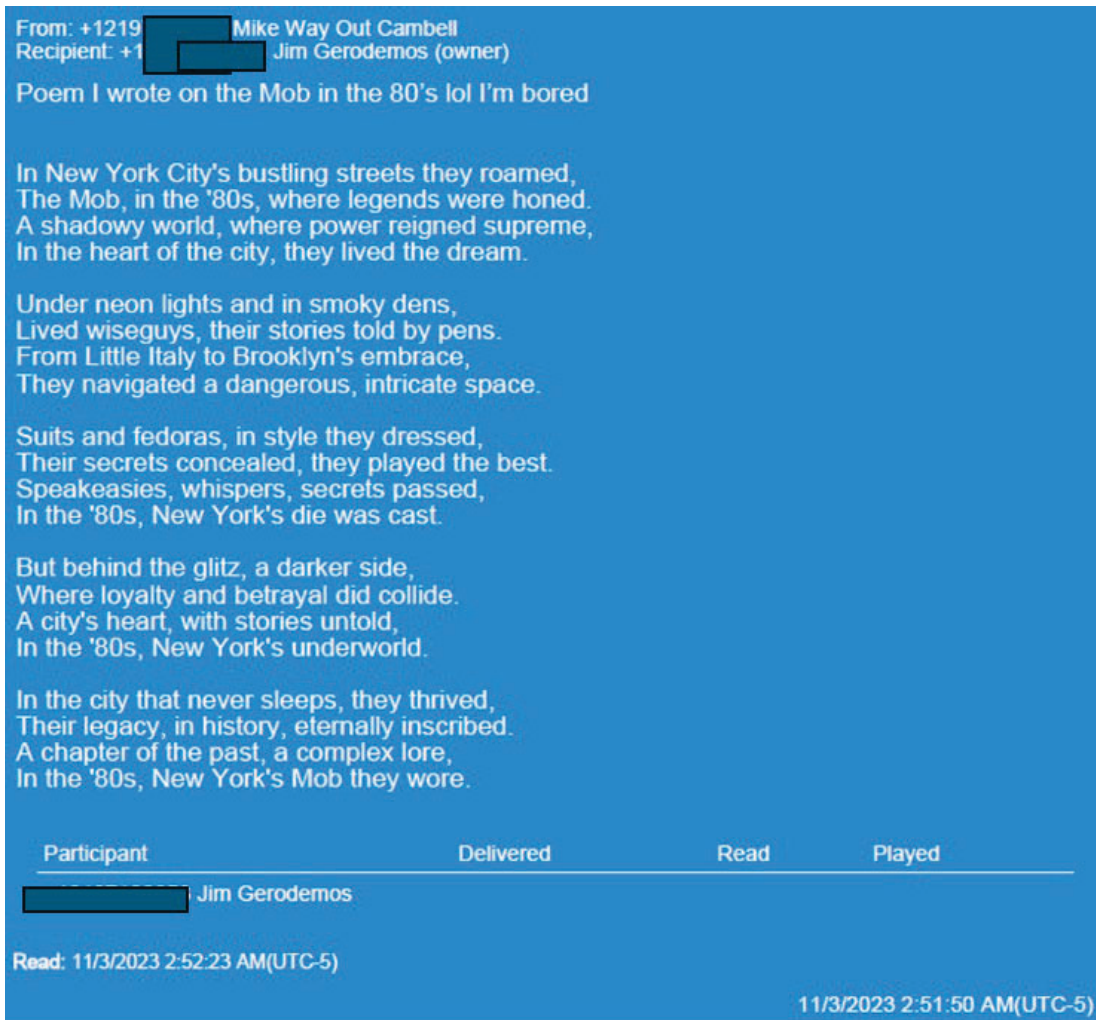 From: +1219 Mike Way Out Cambell
Recipient: +1 Jim Gerodemos (owner)
Poem I wrote on the Mob in the 80's lol I'm bored
In New York City's bustling streets they roamed,
The Mob, in the '80s, where legends were honed.
A shadowy world, where power reigned supreme,
In the heart of the city, they lived the dream.
Under neon lights and in smoky dens,
Lived wiseguys, their stories told by pens.
From Little Italy to Brooklyn's embrace,
They navigated a dangerous, intricate space.
Suits and fedoras, in style they dressed,
Their secrets concealed, they played the best.
Speakeasies, whispers, secrets passed,
In the '80s, New York's die was cast.
But behind the glitz, a darker side,
Where loyalty and betrayal did collide.
A city's heart, with stories untold,
In the '80s, New York's underworld.
In the city that never sleeps, they thrived,
Their legacy, in history, eternally inscribed.
A chapter of the past, a complex lore,
In the '80s, New York's Mob they wore.
Participant Delivered Read Played
Jim Gerodemos
Read: 11/3/2023 2:52:23 AM(UTC-5)
11/3/2023 2:51:50 AM(UTC-5)